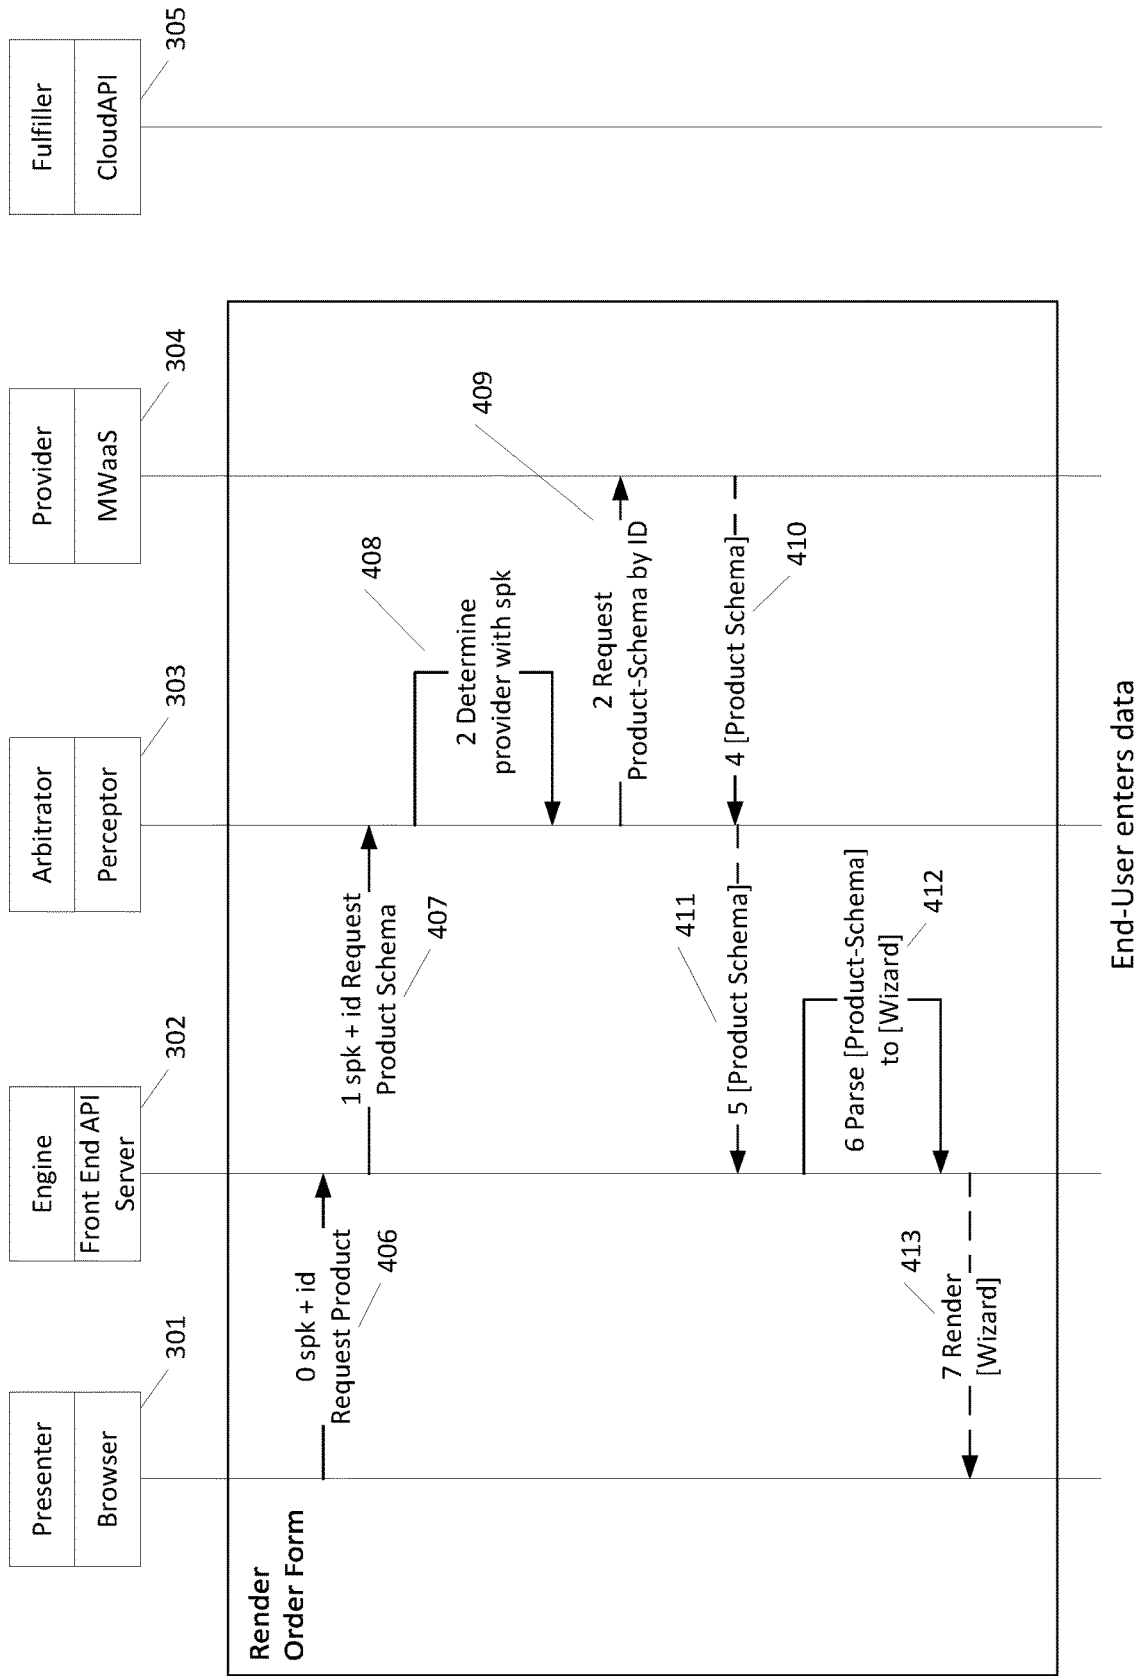 Presenter
Browser
301
Engine
Front End API
Server
302
Arbitrator
Perceptor
303
Provider
MWaaS
304
Fulfiller
CloudAPI
305
Render
Order Form
0 spk + id
Request Product
406
1 spk + id Request
Product Schema
407
408
2 Determine
provider with spk
409
2 Request
Product-Schema by ID
4 [Product Schema]
410
411
5 [Product Schema]
6 Parse [Product-Schema]
to [Wizard]
412
413
7 Render
[Wizard]
End-User enters data